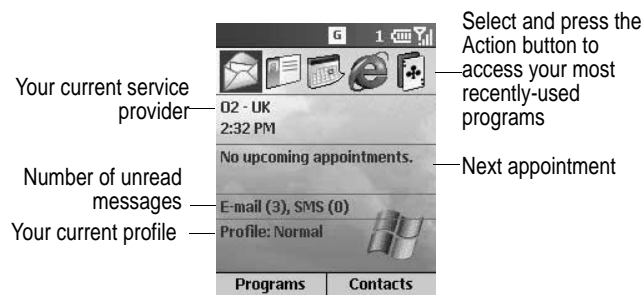 G 1
Select and press the
Action button to
access your most
recently-used
programs
Your current service
provider
O2 - UK
2:32 PM
No upcoming appointments.
Next appointment
Number of unread
messages
E-mail (3), SMS (0)
Your current profile
Profile: Normal
Programs Contacts